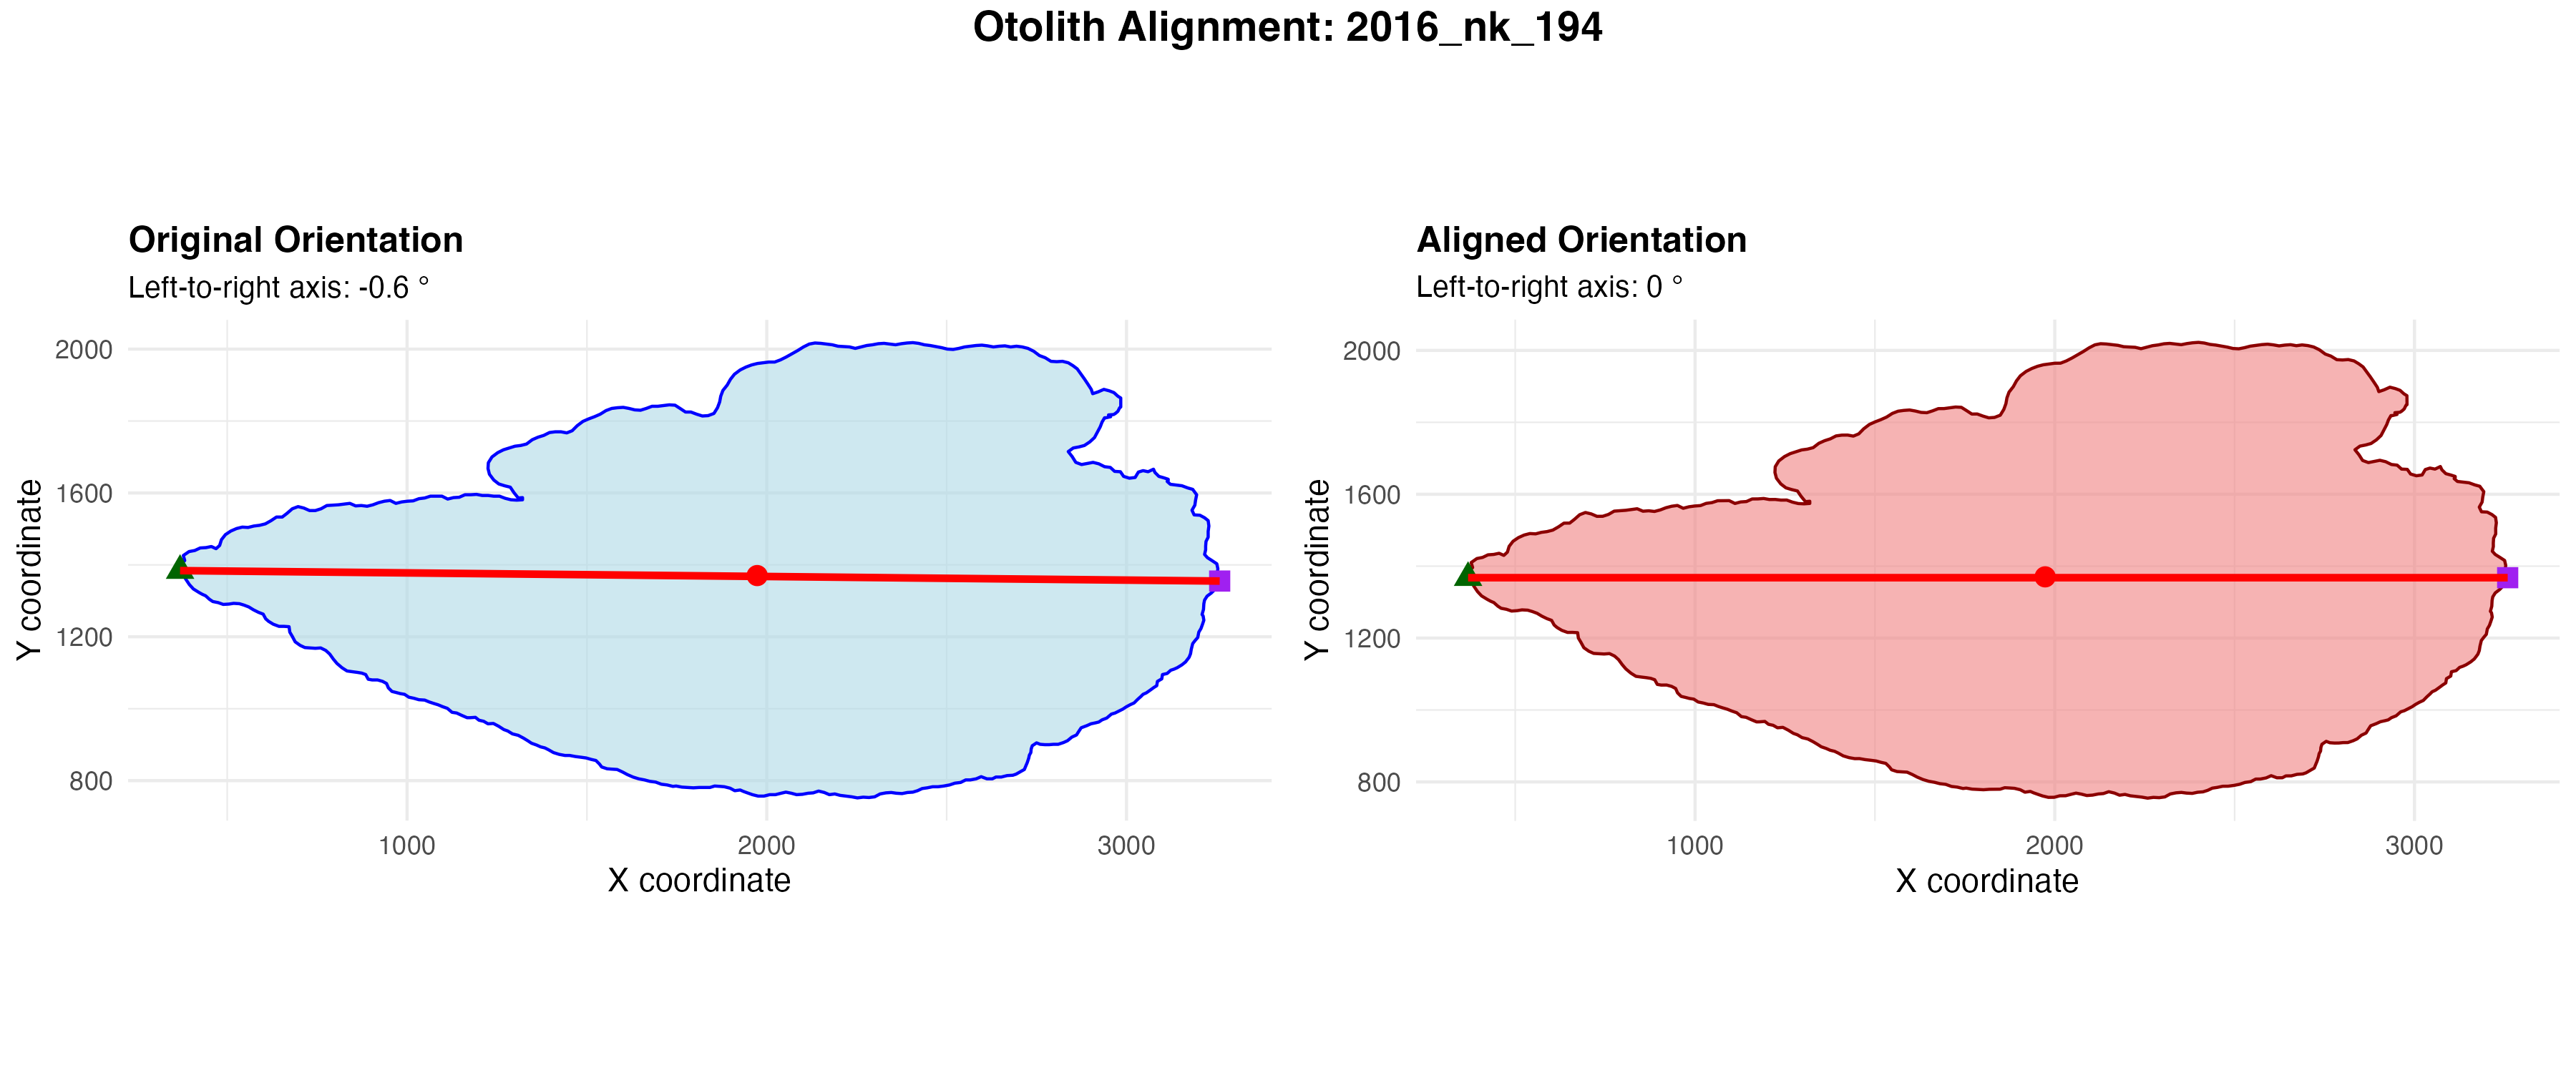 Otolith Alignment: 2016_nk_194
Original Orientation
Left-to-right axis: -0.6 °
2000
1600
1200
800
Y coordinate
1000
2000
3000
X coordinate
Aligned Orientation
Left-to-right axis: 0 °
2000
1600
1200
800
Y coordinate
1000
2000
3000
X coordinate